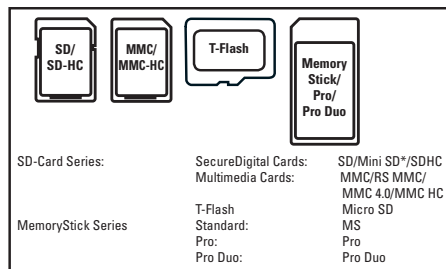 SD/
SD-HC
MMC/
MMC-HC
T-Flash
Memory
Stick/
Pro/
Pro Duo
SD-Card Series: SecureDigital Cards: SD/Mini SD*/SDHC
Multimedia Cards: MMC/RS MMC/
MMC 4.0/MMC HC
T-Flash Micro SD
MemoryStick Series Standard: MS
Pro: Pro
Pro Duo: Pro Duo